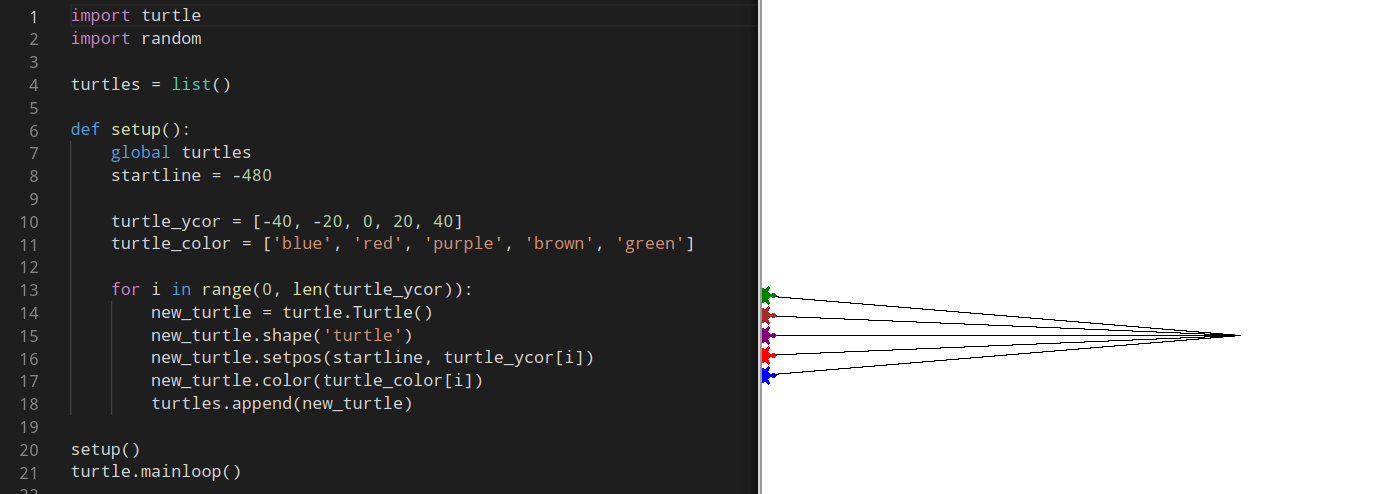 1 import turtle
2 import random
3
4 turtles = list()
5
6 def setup():
7     global turtles
8     startline = -480
9
10     turtle_ycor = [-40, -20, 0, 20, 40]
11     turtle_color = ['blue', 'red', 'purple', 'brown', 'green']
12
13     for i in range(0, len(turtle_ycor)):
14         new_turtle = turtle.Turtle()
15         new_turtle.shape('turtle')
16         new_turtle.setpos(startline, turtle_ycor[i])
17         new_turtle.color(turtle_color[i])
18         turtles.append(new_turtle)
19
20 setup()
21 turtle.mainloop()